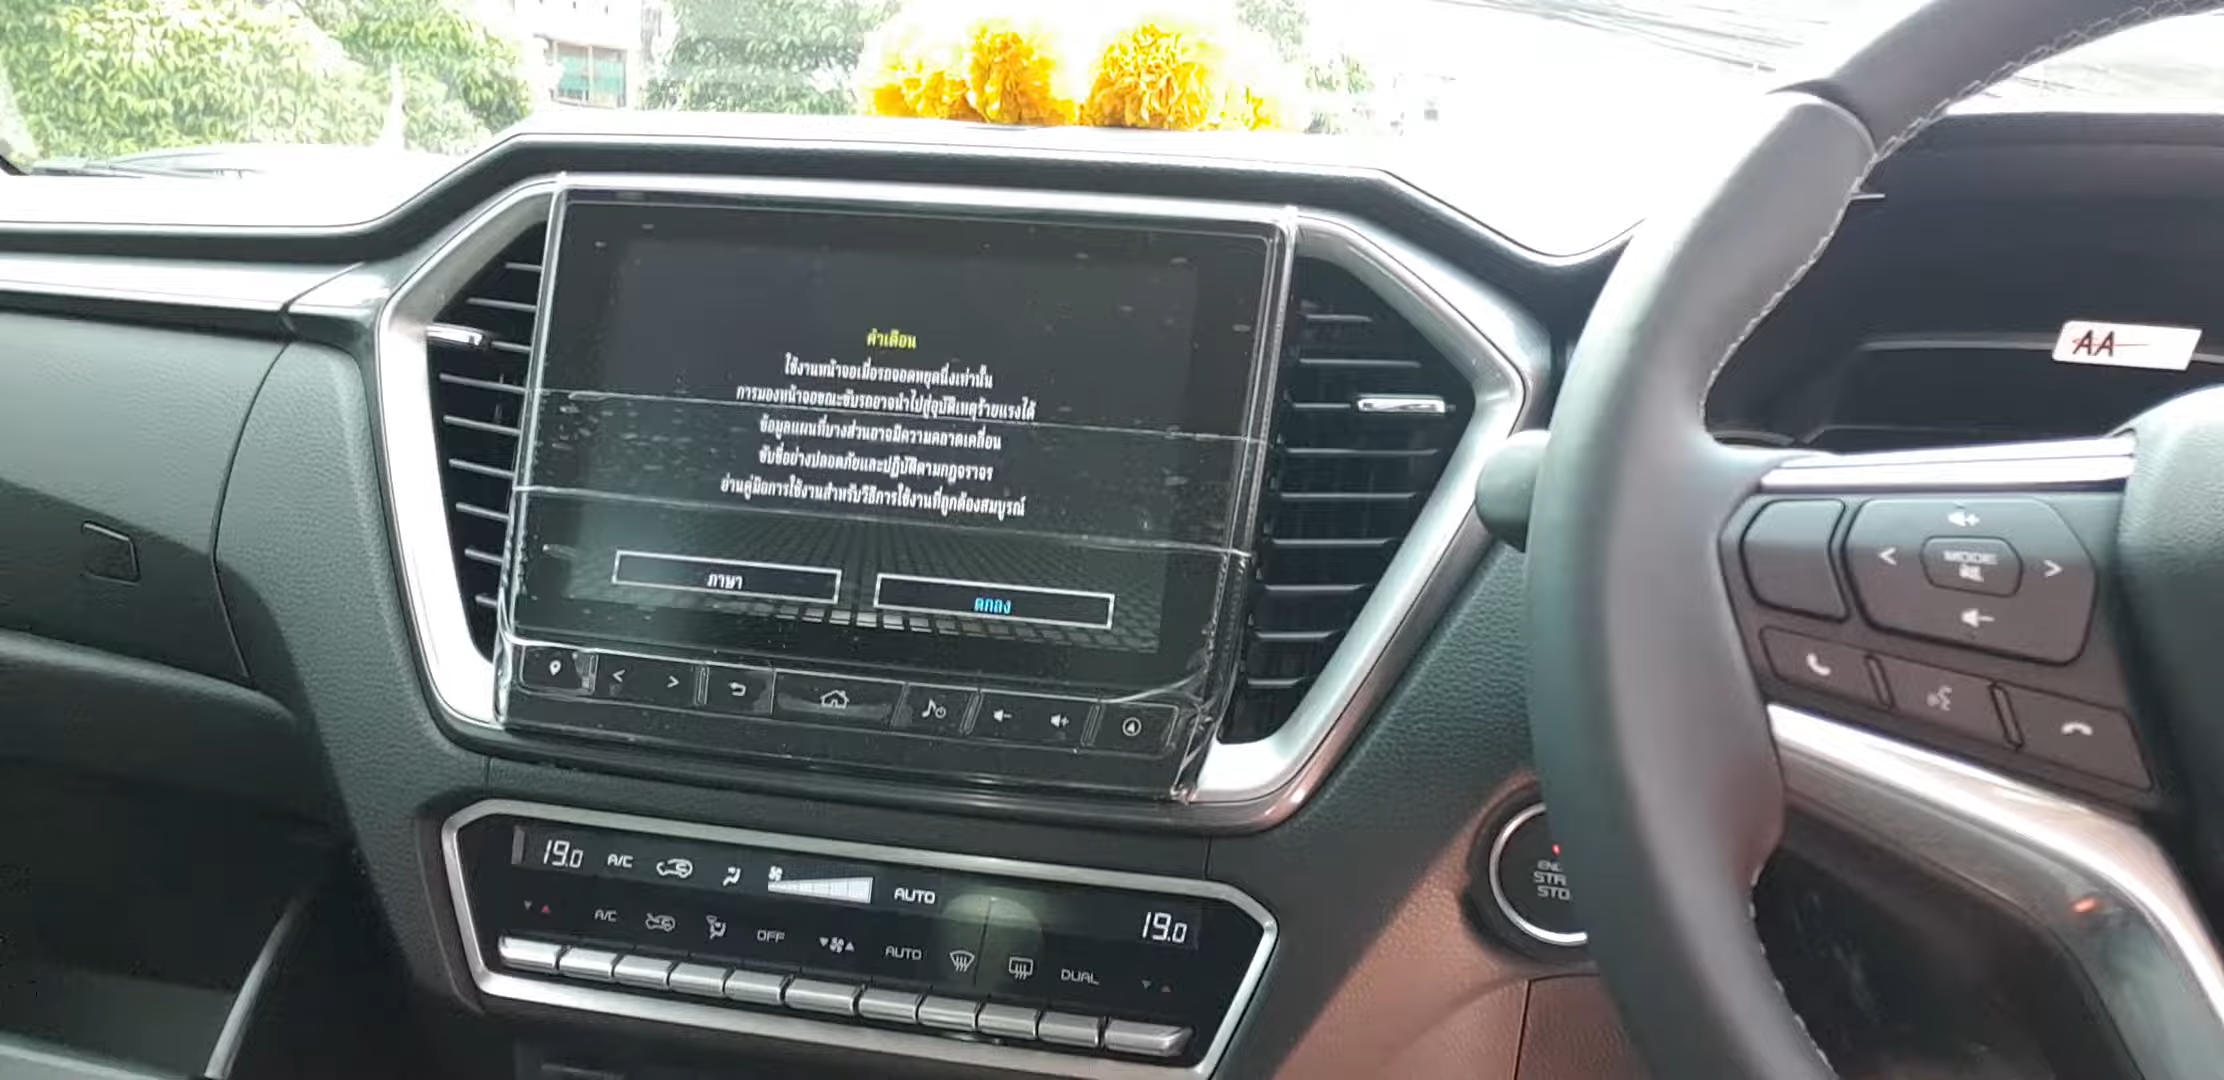 คำเตือน
ใช้งานหน้าจอเมื่อรถจอดหยุดนิ่งเท่านั้น
การมองหน้าจอขณะขับรถอาจนำไปสู่อุบัติเหตุร้ายแรงได้
ข้อมูลแผนที่บางส่วนอาจมีความคลาดเคลื่อน
ขับขี่อย่างปลอดภัยและปฏิบัติตามกฎจราจร
อ่านคู่มือการใช้งานสำหรับวิธีการใช้งานที่ถูกต้องสมบูรณ์
ภาษา
ตกลง
AA
MODE
19.0 A/C AUTO 19.0
A/C OFF AUTO DUAL